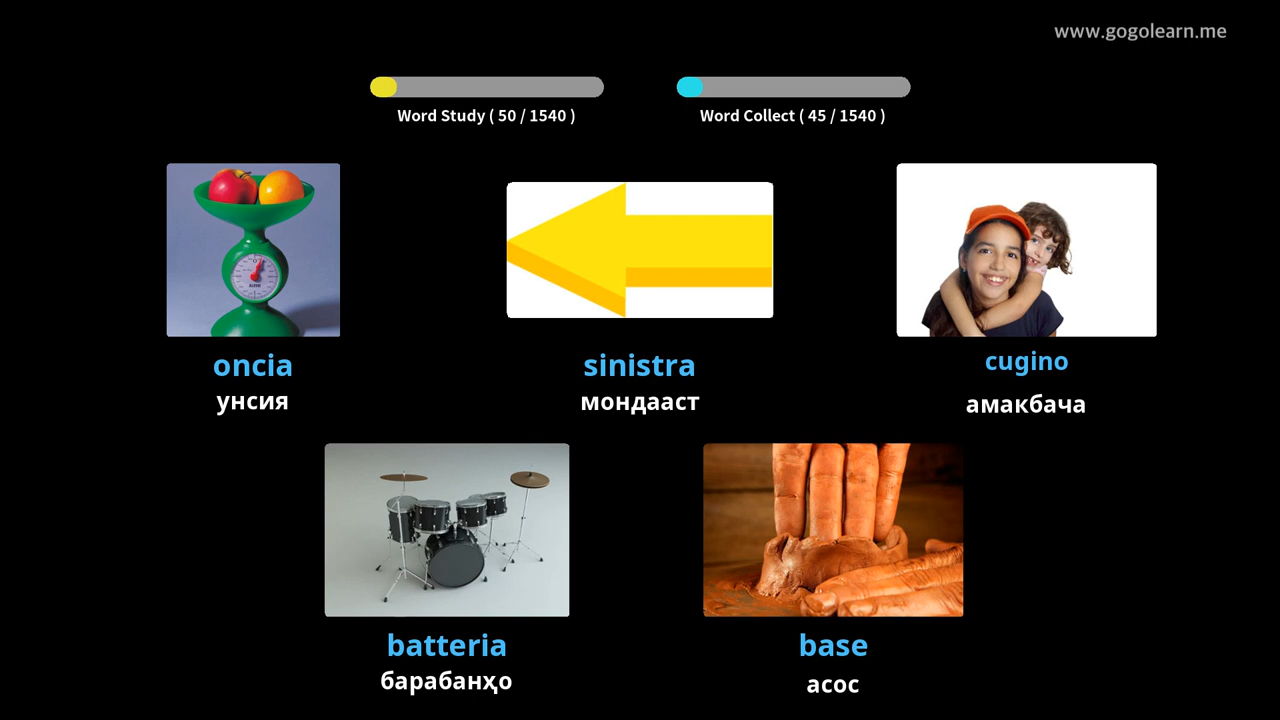 www.gogolearn.me
Word Study ( 50 / 1540 )
Word Collect ( 45 / 1540 )
oncia
унсия
sinistra
мондааст
cugino
амакбача
batteria
барабанҳо
base
асос